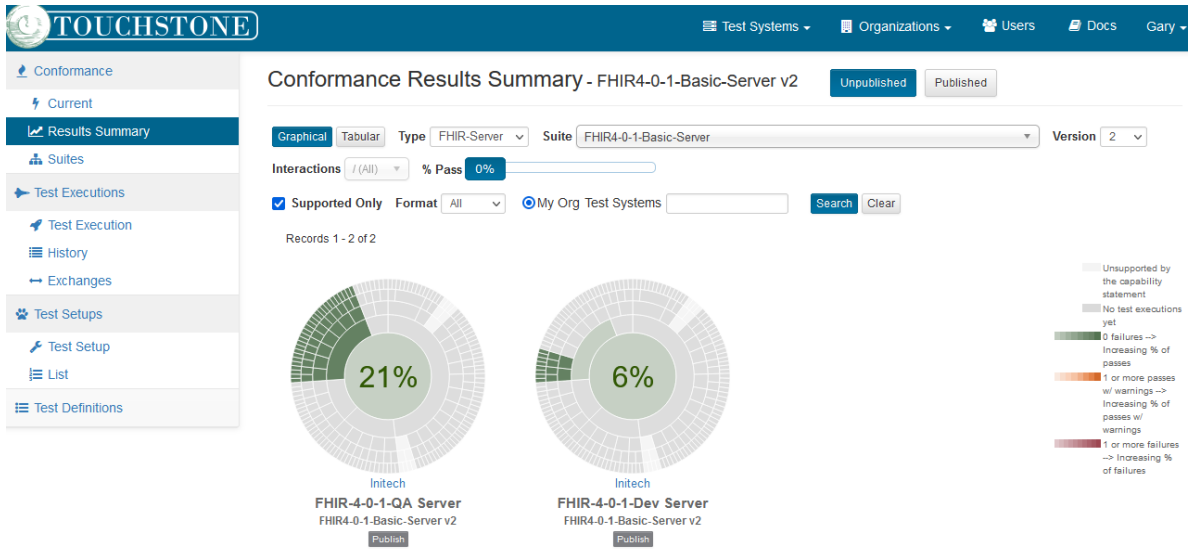 TOUCHSTONE
Test Systems
Organizations
Users
Docs
Gary
Conformance
Current
Results Summary
Suites
Test Executions
Test Execution
History
Exchanges
Test Setups
Test Setup
List
Test Definitions
Conformance Results Summary - FHIR4-0-1-Basic-Server v2
Unpublished
Published
Graphical Tabular Type FHIR-Server Suite FHIR4-0-1-Basic-Server Version 2
Interactions / (All) % Pass 0%
Supported Only Format All My Org Test Systems Search Clear
Records 1 - 2 of 2
21%
Initech
FHIR-4-0-1-QA Server
FHIR4-0-1-Basic-Server v2
Publish
6%
Initech
FHIR-4-0-1-Dev Server
FHIR4-0-1-Basic-Server v2
Publish
Unsupported by
the capability
statement
No test executions
yet
0 failures -->
Increasing % of
passes
1 or more passes
w/ warnings -->
Increasing % of
passes w/
warnings
1 or more failures
--> Increasing %
of failures